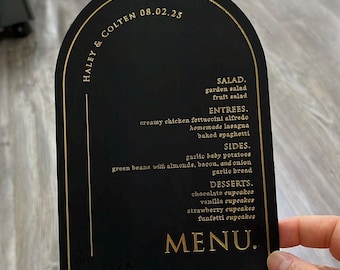 HALEY & COLTEN 08.02.25
SALAD.
garden salad
fruit salad
ENTREES.
creamy chicken fettuccini alfredo
homemade lasagna
baked spaghetti
SIDES.
garlic baby potatoes
green beans with almonds, bacon, and onion
garlic bread
DESSERTS.
chocolate cupcakes
vanilla cupcakes
strawberry cupcakes
funfetti cupcakes
MENU.